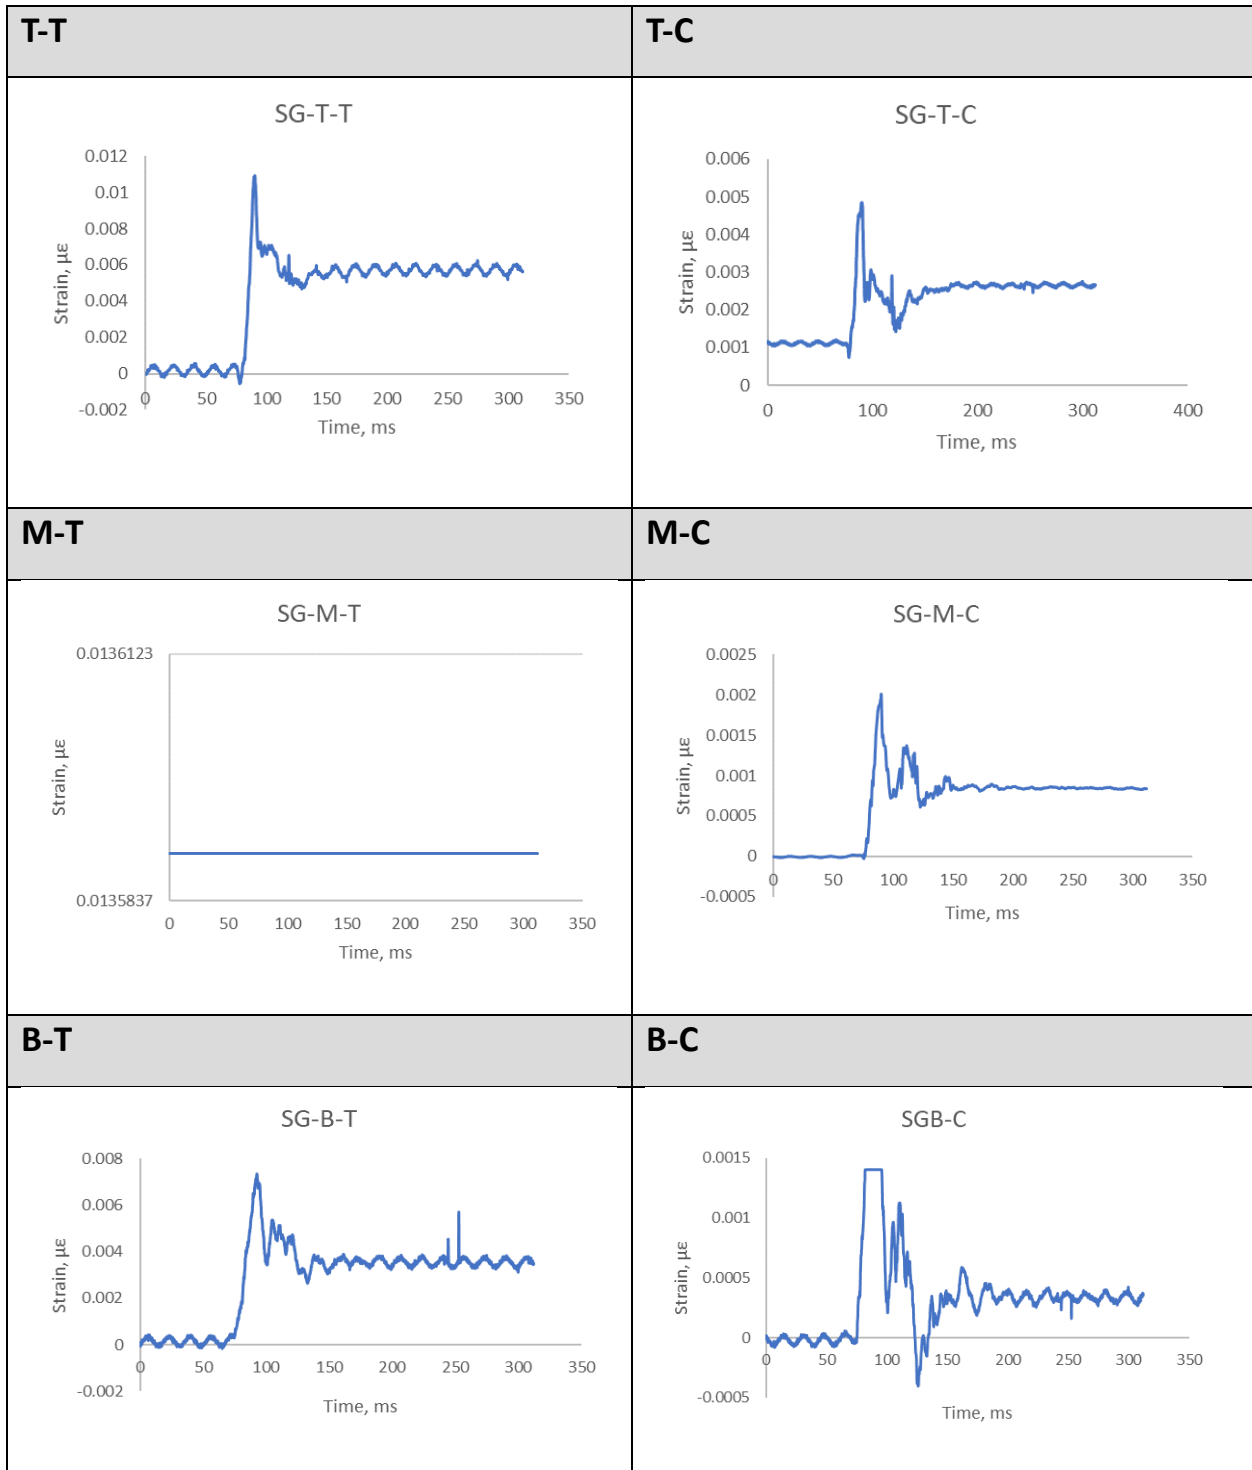 T-T
T-C
SG-T-T
0.012
0.01
0.008
0.006
0.004
0.002
0
-0.002
Strain, με
0 50 100 150 200 250 300 350
Time, ms
SG-T-C
0.006
0.005
0.004
0.003
0.002
0.001
0
Strain, με
0 100 200 300 400
Time, ms
M-T
M-C
SG-M-T
0.0136123
0.0135837
Strain, με
0 50 100 150 200 250 300 350
Time, ms
SG-M-C
0.0025
0.002
0.0015
0.001
0.0005
0
-0.0005
Strain, με
0 50 100 150 200 250 300 350
Time, ms
B-T
B-C
SG-B-T
0.008
0.006
0.004
0.002
0
-0.002
Strain, με
0 50 100 150 200 250 300 350
Time, ms
SGB-C
0.0015
0.001
0.0005
0
-0.0005
Strain, με
0 50 100 150 200 250 300 350
Time, ms